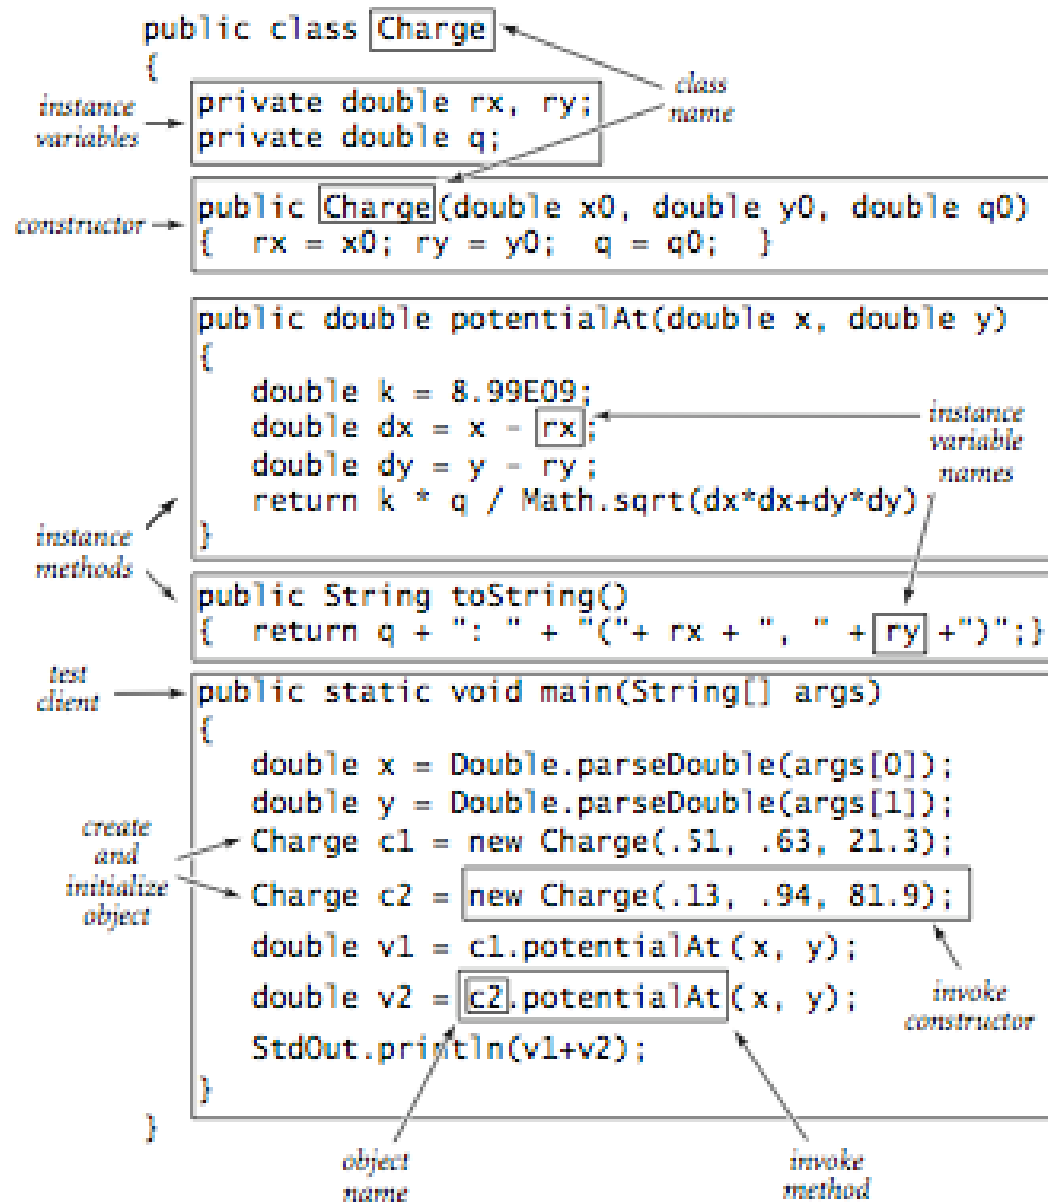 public class Charge
{
class
name
instance
variables
private double rx, ry;
private double q;
constructor
public Charge(double x0, double y0, double q0)
{  rx = x0; ry = y0;  q = q0;  }
public double potentialAt(double x, double y)
{
double k = 8.99E09;
double dx = x - rx;
double dy = y - ry;
return k * q / Math.sqrt(dx*dx+dy*dy)
}
instance
variable
names
instance
methods
public String toString()
{  return q + ": " + "("+ rx + ", " + ry +")";}
test
client
public static void main(String[] args)
{
double x = Double.parseDouble(args[0]);
double y = Double.parseDouble(args[1]);
Charge c1 = new Charge(.51, .63, 21.3);
Charge c2 = new Charge(.13, .94, 81.9);
double v1 = c1.potentialAt(x, y);
double v2 = c2.potentialAt(x, y);
StdOut.println(v1+v2);
}
}
create
and
initialize
object
invoke
constructor
object
name
invoke
method